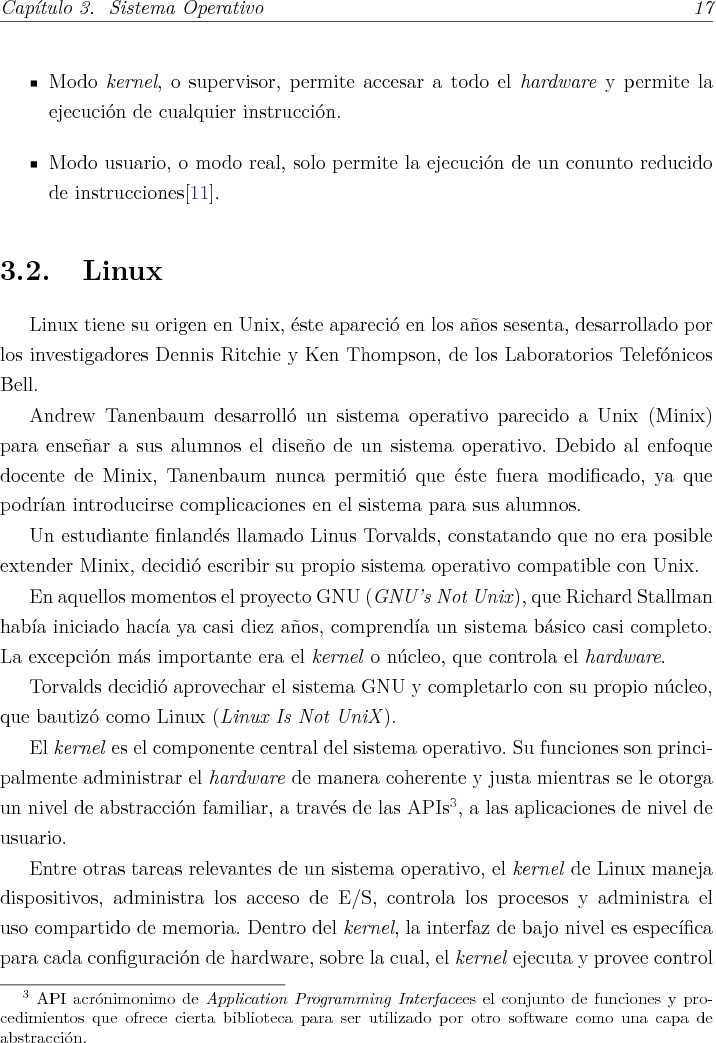 Capítulo 3. Sistema Operativo 17
▪ Modo kernel, o supervisor, permite accesar a todo el hardware y permite la
ejecución de cualquier instrucción.
▪ Modo usuario, o modo real, solo permite la ejecución de un conunto reducido
de instrucciones[11].
3.2. Linux
Linux tiene su origen en Unix, éste apareció en los años sesenta, desarrollado por
los investigadores Dennis Ritchie y Ken Thompson, de los Laboratorios Telefónicos
Bell.
Andrew Tanenbaum desarrolló un sistema operativo parecido a Unix (Minix)
para enseñar a sus alumnos el diseño de un sistema operativo. Debido al enfoque
docente de Minix, Tanenbaum nunca permitió que éste fuera modificado, ya que
podrían introducirse complicaciones en el sistema para sus alumnos.
Un estudiante finlandés llamado Linus Torvalds, constatando que no era posible
extender Minix, decidió escribir su propio sistema operativo compatible con Unix.
En aquellos momentos el proyecto GNU (GNU's Not Unix), que Richard Stallman
había iniciado hacía ya casi diez años, comprendía un sistema básico casi completo.
La excepción más importante era el kernel o núcleo, que controla el hardware.
Torvalds decidió aprovechar el sistema GNU y completarlo con su propio núcleo,
que bautizó como Linux (Linux Is Not UniX).
El kernel es el componente central del sistema operativo. Su funciones son princi-
palmente administrar el hardware de manera coherente y justa mientras se le otorga
un nivel de abstracción familiar, a través de las APIs3, a las aplicaciones de nivel de
usuario.
Entre otras tareas relevantes de un sistema operativo, el kernel de Linux maneja
dispositivos, administra los acceso de E/S, controla los procesos y administra el
uso compartido de memoria. Dentro del kernel, la interfaz de bajo nivel es específica
para cada configuración de hardware, sobre la cual, el kernel ejecuta y provee control
3 API acrónimonimo de Application Programming Interfacees el conjunto de funciones y pro-
cedimientos que ofrece cierta biblioteca para ser utilizado por otro software como una capa de
abstracción.